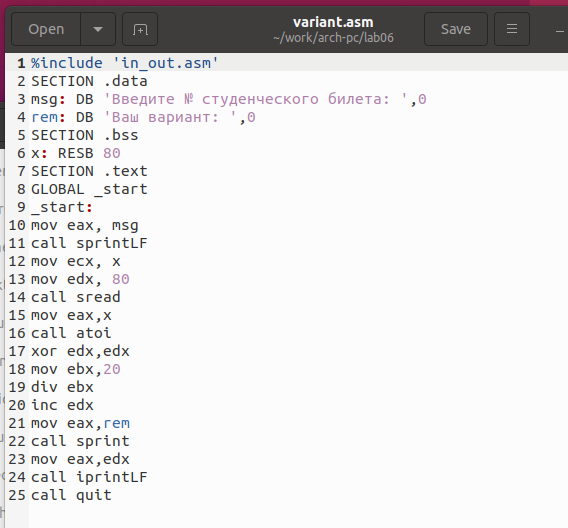 variant.asm
Open
~/work/arch-pc/lab06
Save
1 %include 'in_out.asm'
2 SECTION .data
3 msg: DB 'Введите № студенческого билета: ',0
4 rem: DB 'Ваш вариант: ',0
5 SECTION .bss
6 x: RESB 80
7 SECTION .text
8 GLOBAL _start
9 _start:
10 mov eax, msg
11 call sprintLF
12 mov ecx, x
13 mov edx, 80
14 call sread
15 mov eax,x
16 call atoi
17 xor edx,edx
18 mov ebx,20
19 div ebx
20 inc edx
21 mov eax,rem
22 call sprint
23 mov eax,edx
24 call iprintLF
25 call quit